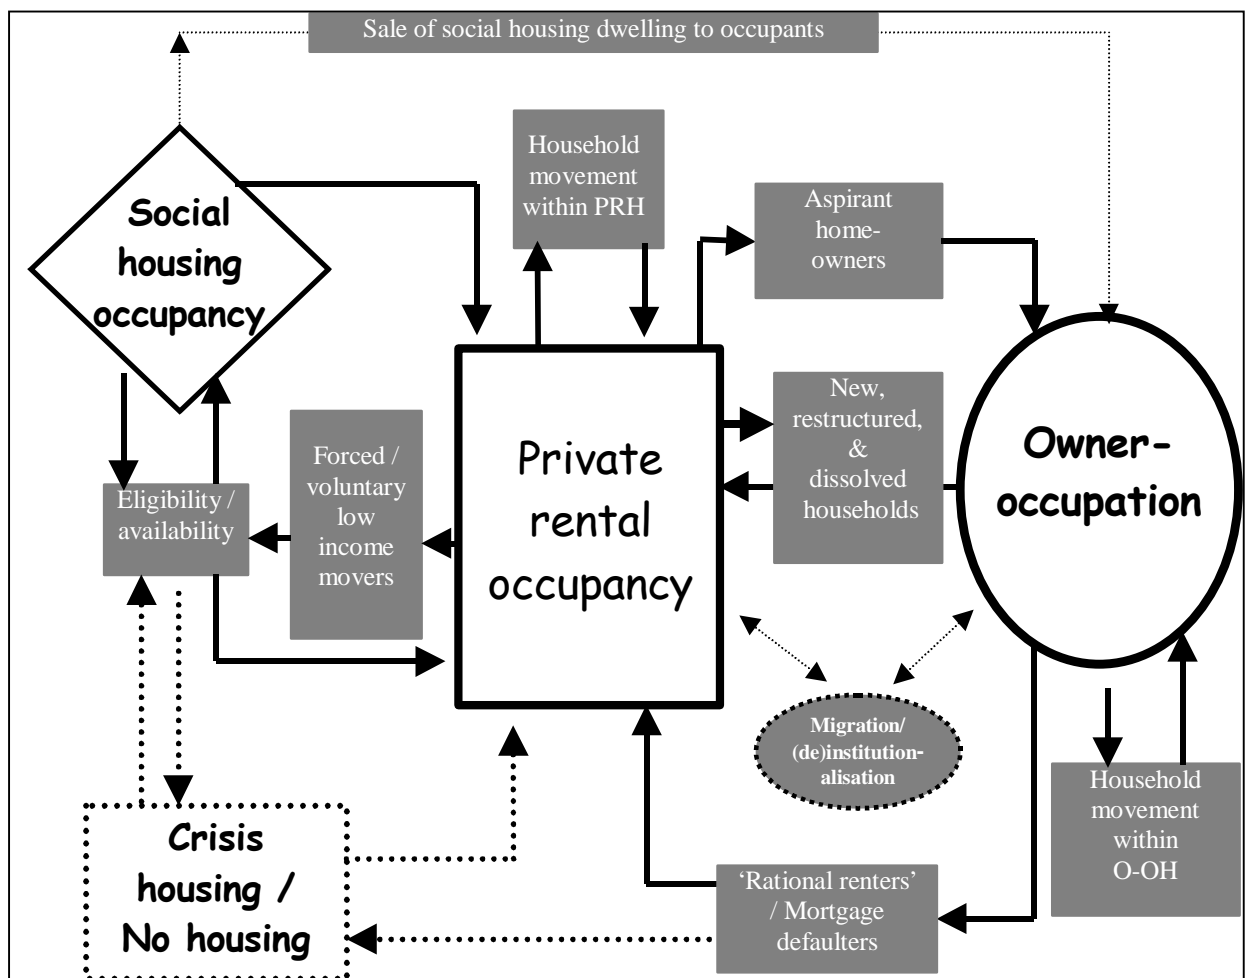 Sale of social housing dwelling to occupants
Household
movement
within PRH
Aspirant
home-
owners
Social
housing
occupancy
New,
restructured,
&
dissolved
households
Owner-
occupation
Private
rental
occupancy
Forced /
voluntary
low
income
movers
Eligibility /
availability
Migration/
(de)institution-
alisation
Household
movement
within
O-OH
Crisis
housing /
No housing
‘Rational renters’
/ Mortgage
defaulters